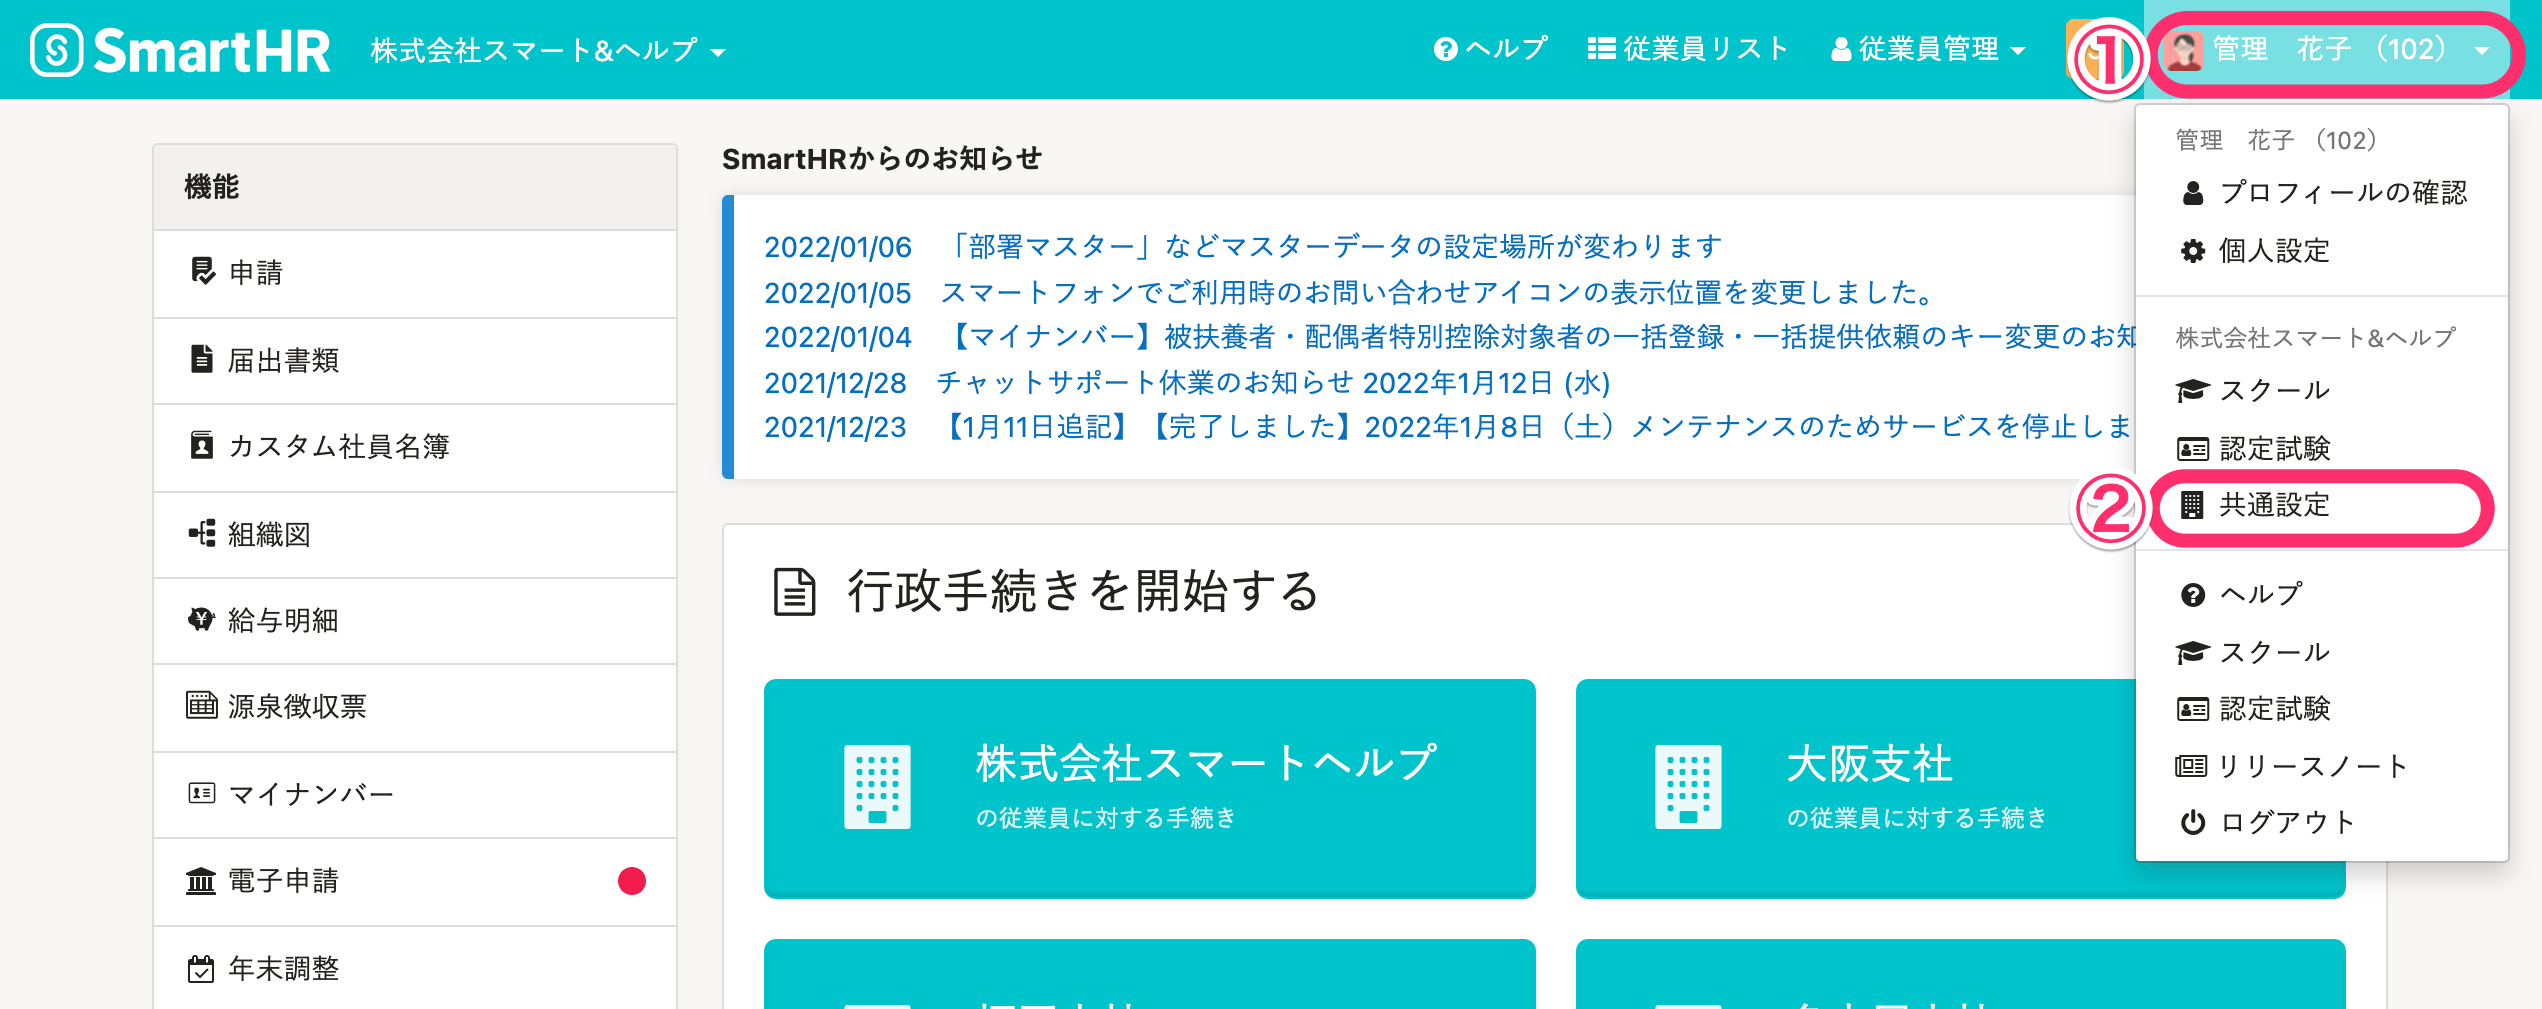 SmartHR 株式会社スマート&ヘルプ ヘルプ 従業員リスト 従業員管理 ① 管理　花子 （102）
機能
申請
届出書類
カスタム社員名簿
組織図
給与明細
源泉徴収票
マイナンバー
電子申請
年末調整
SmartHRからのお知らせ
2022/01/06 「部署マスター」などマスターデータの設定場所が変わります
2022/01/05 スマートフォンでご利用時のお問い合わせアイコンの表示位置を変更しました。
2022/01/04 【マイナンバー】被扶養者・配偶者特別控除対象者の一括登録・一括提供依頼のキー変更のお知
2021/12/28 チャットサポート休業のお知らせ 2022年1月12日 (水)
2021/12/23 【1月11日追記】【完了しました】2022年1月8日（土）メンテナンスのためサービスを停止しま
行政手続きを開始する
株式会社スマートヘルプ
の従業員に対する手続き
大阪支社
の従業員に対する手続き
管理　花子 （102）
プロフィールの確認
個人設定
株式会社スマート&ヘルプ
スクール
認定試験
② 共通設定
ヘルプ
スクール
認定試験
リリースノート
ログアウト